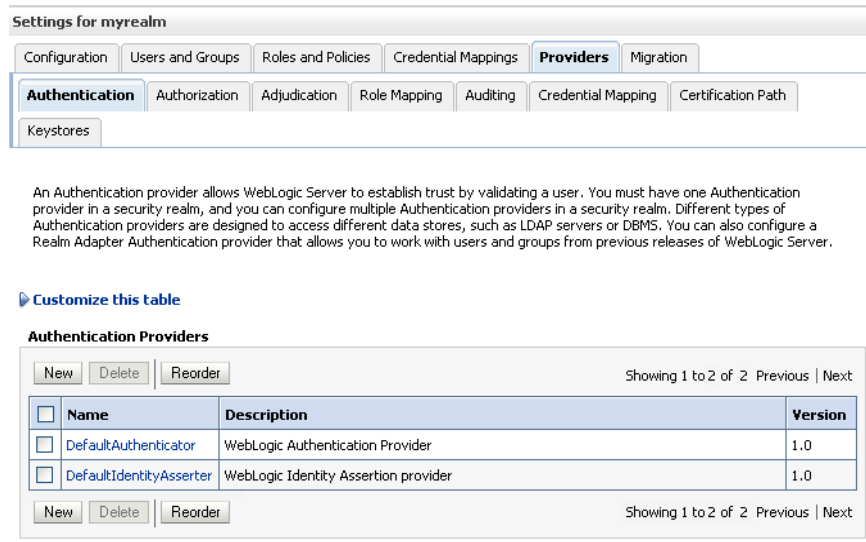 Settings for myrealm
Configuration Users and Groups Roles and Policies Credential Mappings Providers Migration
Authentication Authorization Adjudication Role Mapping Auditing Credential Mapping Certification Path
Keystores
An Authentication provider allows WebLogic Server to establish trust by validating a user. You must have one Authentication
provider in a security realm, and you can configure multiple Authentication providers in a security realm. Different types of
Authentication providers are designed to access different data stores, such as LDAP servers or DBMS. You can also configure a
Realm Adapter Authentication provider that allows you to work with users and groups from previous releases of WebLogic Server.
Customize this table
Authentication Providers
New Delete Reorder Showing 1 to 2 of 2 Previous | Next
Name Description Version
DefaultAuthenticator WebLogic Authentication Provider 1.0
DefaultIdentityAsserter WebLogic Identity Assertion provider 1.0
New Delete Reorder Showing 1 to 2 of 2 Previous | Next